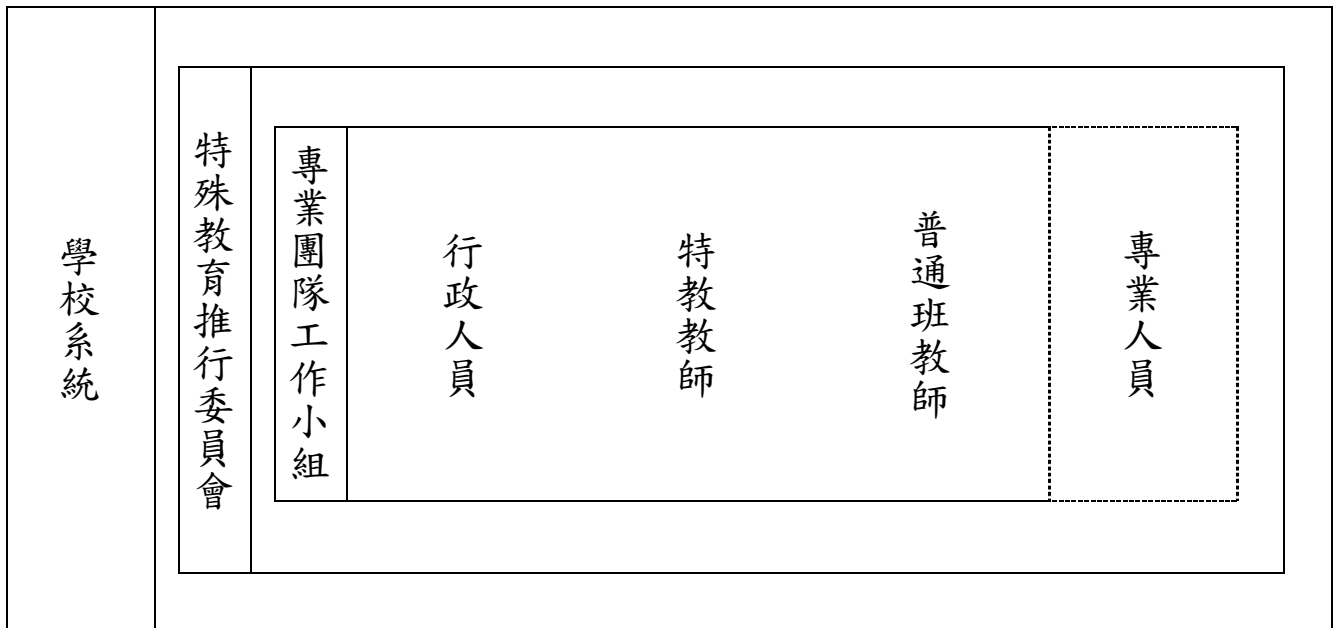 學校系統
特殊教育推行委員會
專業團隊工作小組
行政人員
特教教師
普通班教師
專業人員